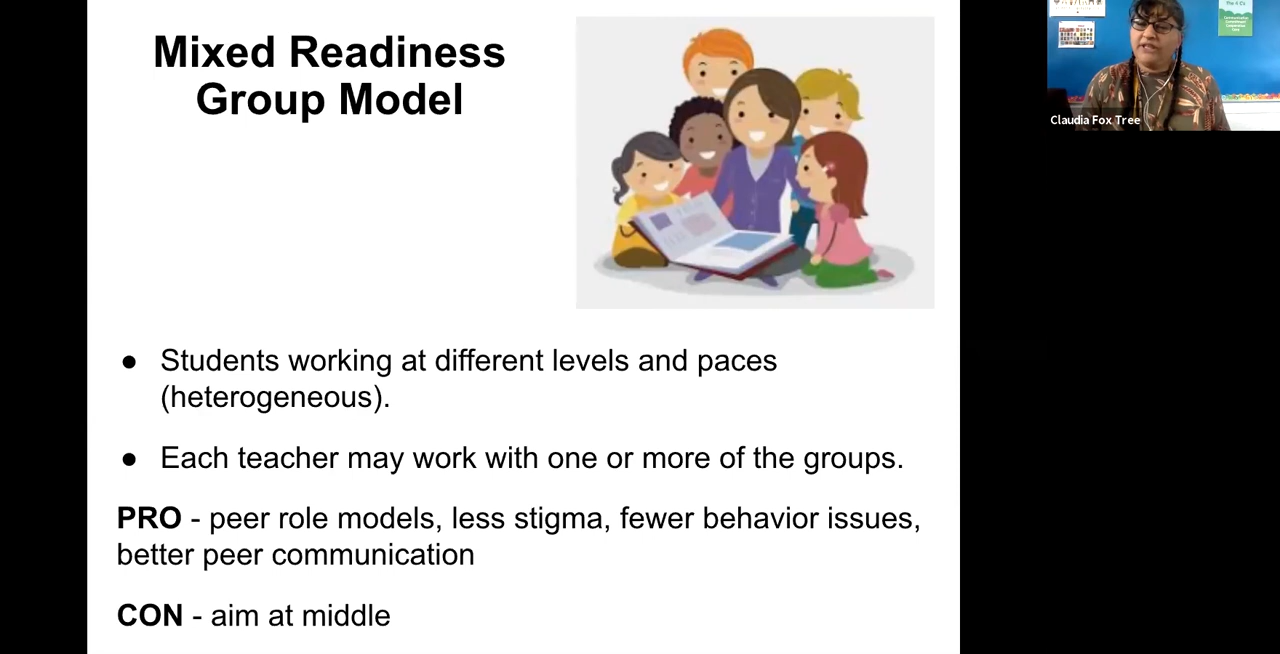 Mixed Readiness
Group Model
● Students working at different levels and paces
(heterogeneous).
● Each teacher may work with one or more of the groups.
PRO - peer role models, less stigma, fewer behavior issues,
better peer communication
CON - aim at middle
Claudia Fox Tree